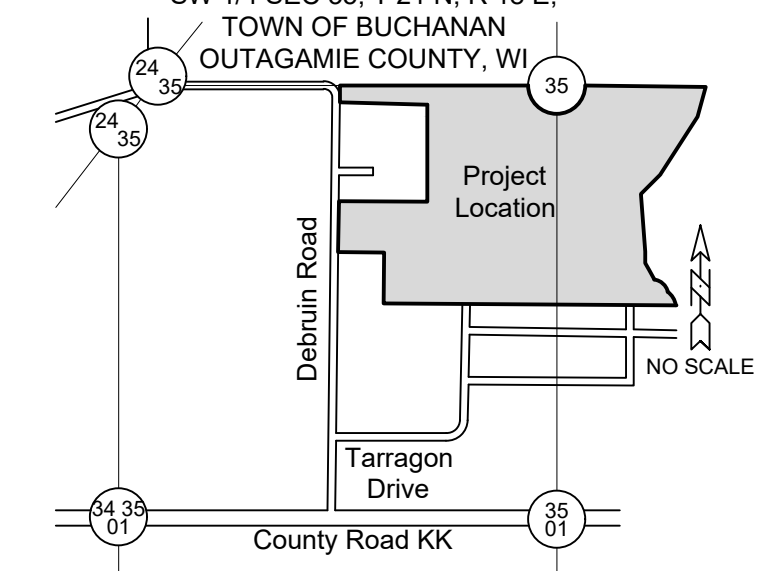 TOWN OF BUCHANAN
OUTAGAMIE COUNTY, WI
24
35
24
35
35
Project
Location
Debruin Road
N
NO SCALE
Tarragon
Drive
34 35
01
35
01
County Road KK